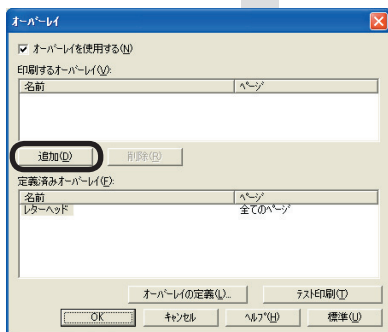 オーバーレイ
オーバーレイを使用する(N)
印刷するオーバーレイ(V):
名前 ページ
追加(D) 削除(R)
定義済みオーバーレイ(F):
名前 ページ
レターヘッド 全てのページ
オーバーレイの定義(L)... テスト印刷(T)
OK キャンセル ヘルプ(H) 標準(U)